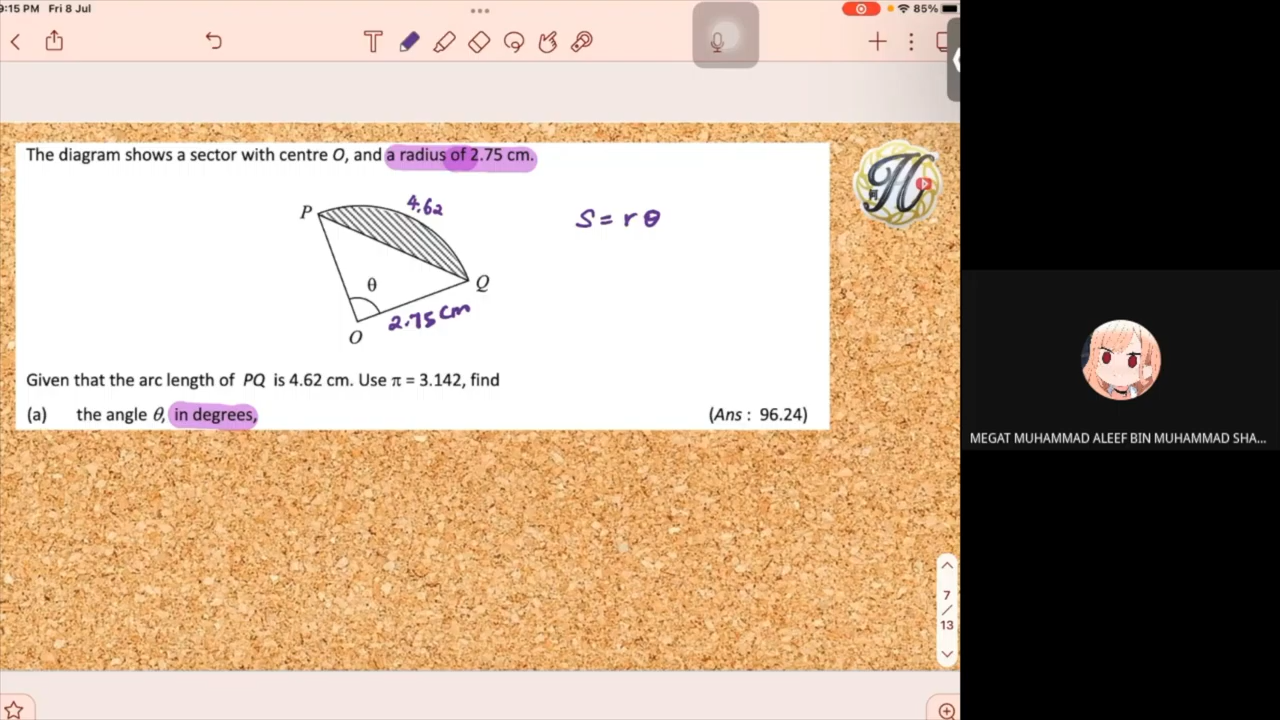 9:15 PM Fri 8 Jul
85%
The diagram shows a sector with centre O, and a radius of 2.75 cm.
P
4.62
S = r θ
θ
Q
2.75 cm
O
Given that the arc length of PQ is 4.62 cm. Use π = 3.142, find
(a) the angle θ, in degrees, (Ans : 96.24)
MEGAT MUHAMMAD ALEEF BIN MUHAMMAD SHA...
7
/
13